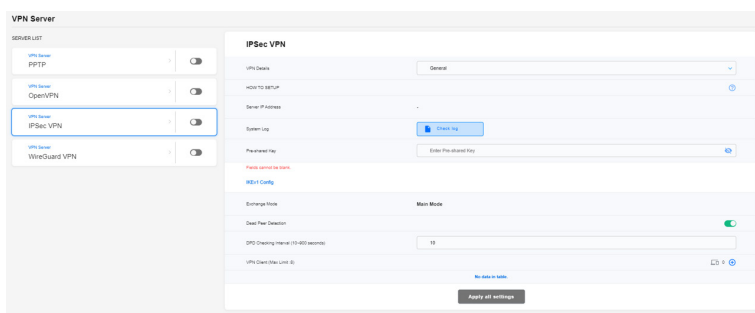 VPN Server
SERVER LIST
VPN Server
PPTP
VPN Server
OpenVPN
VPN Server
IPSec VPN
VPN Server
WireGuard VPN
IPSec VPN
VPN Details
General
HOW TO SETUP
Server IP Address
-
System Log
Check log
Pre-shared Key
Enter Pre-shared Key
Fields cannot be blank.
IKEv1 Config
Exchange Mode
Main Mode
Dead Peer Detection
DPD Checking Interval (10~900 seconds)
10
VPN Client (Max Limit: 8)
0
No data in table.
Apply all settings